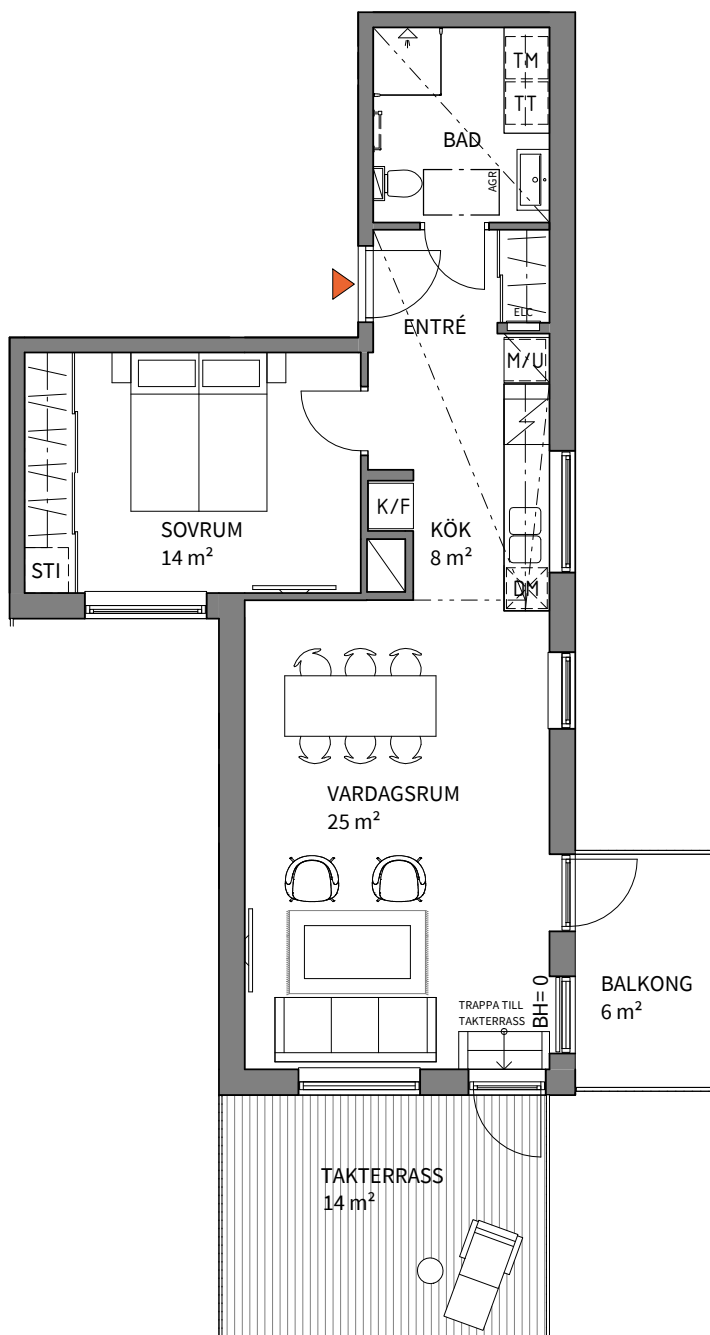 TM
TT
BAD
AGR
ELC
ENTRÉ
M/U
K/F
SOVRUM
14 m²
KÖK
8 m²
STI
DM
VARDAGSRUM
25 m²
TRAPPA TILL
TAKTERRASS
BH= 0
BALKONG
6 m²
TAKTERRASS
14 m²